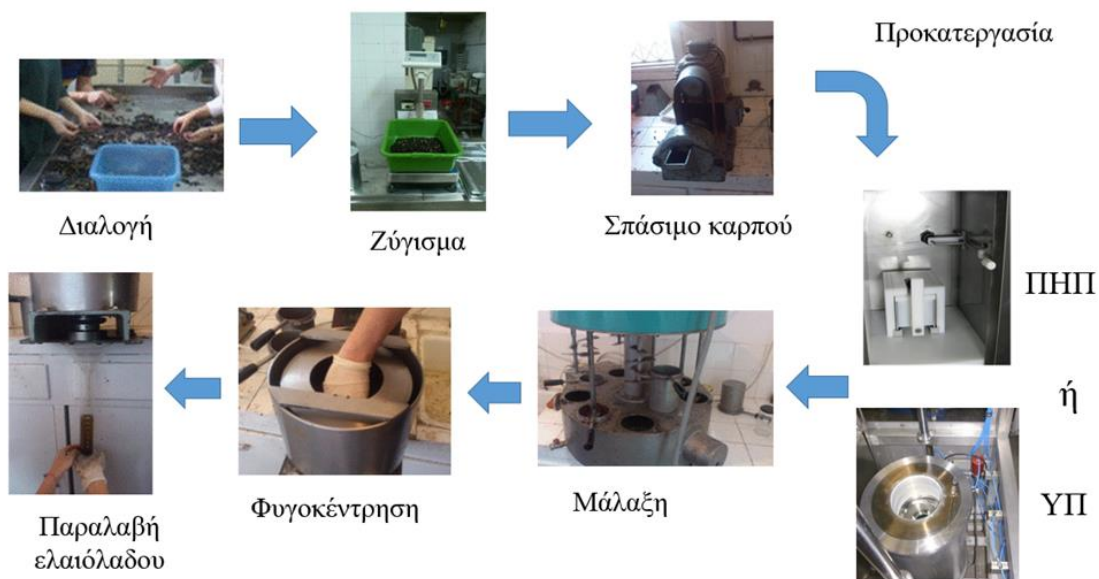 Προκατεργασία
Διαλογή
Ζύγισμα
Σπάσιμο καρπού
ΠΗΠ
ή
ΥΠ
Μάλαξη
Φυγοκέντρηση
Παραλαβή
ελαιόλαδου